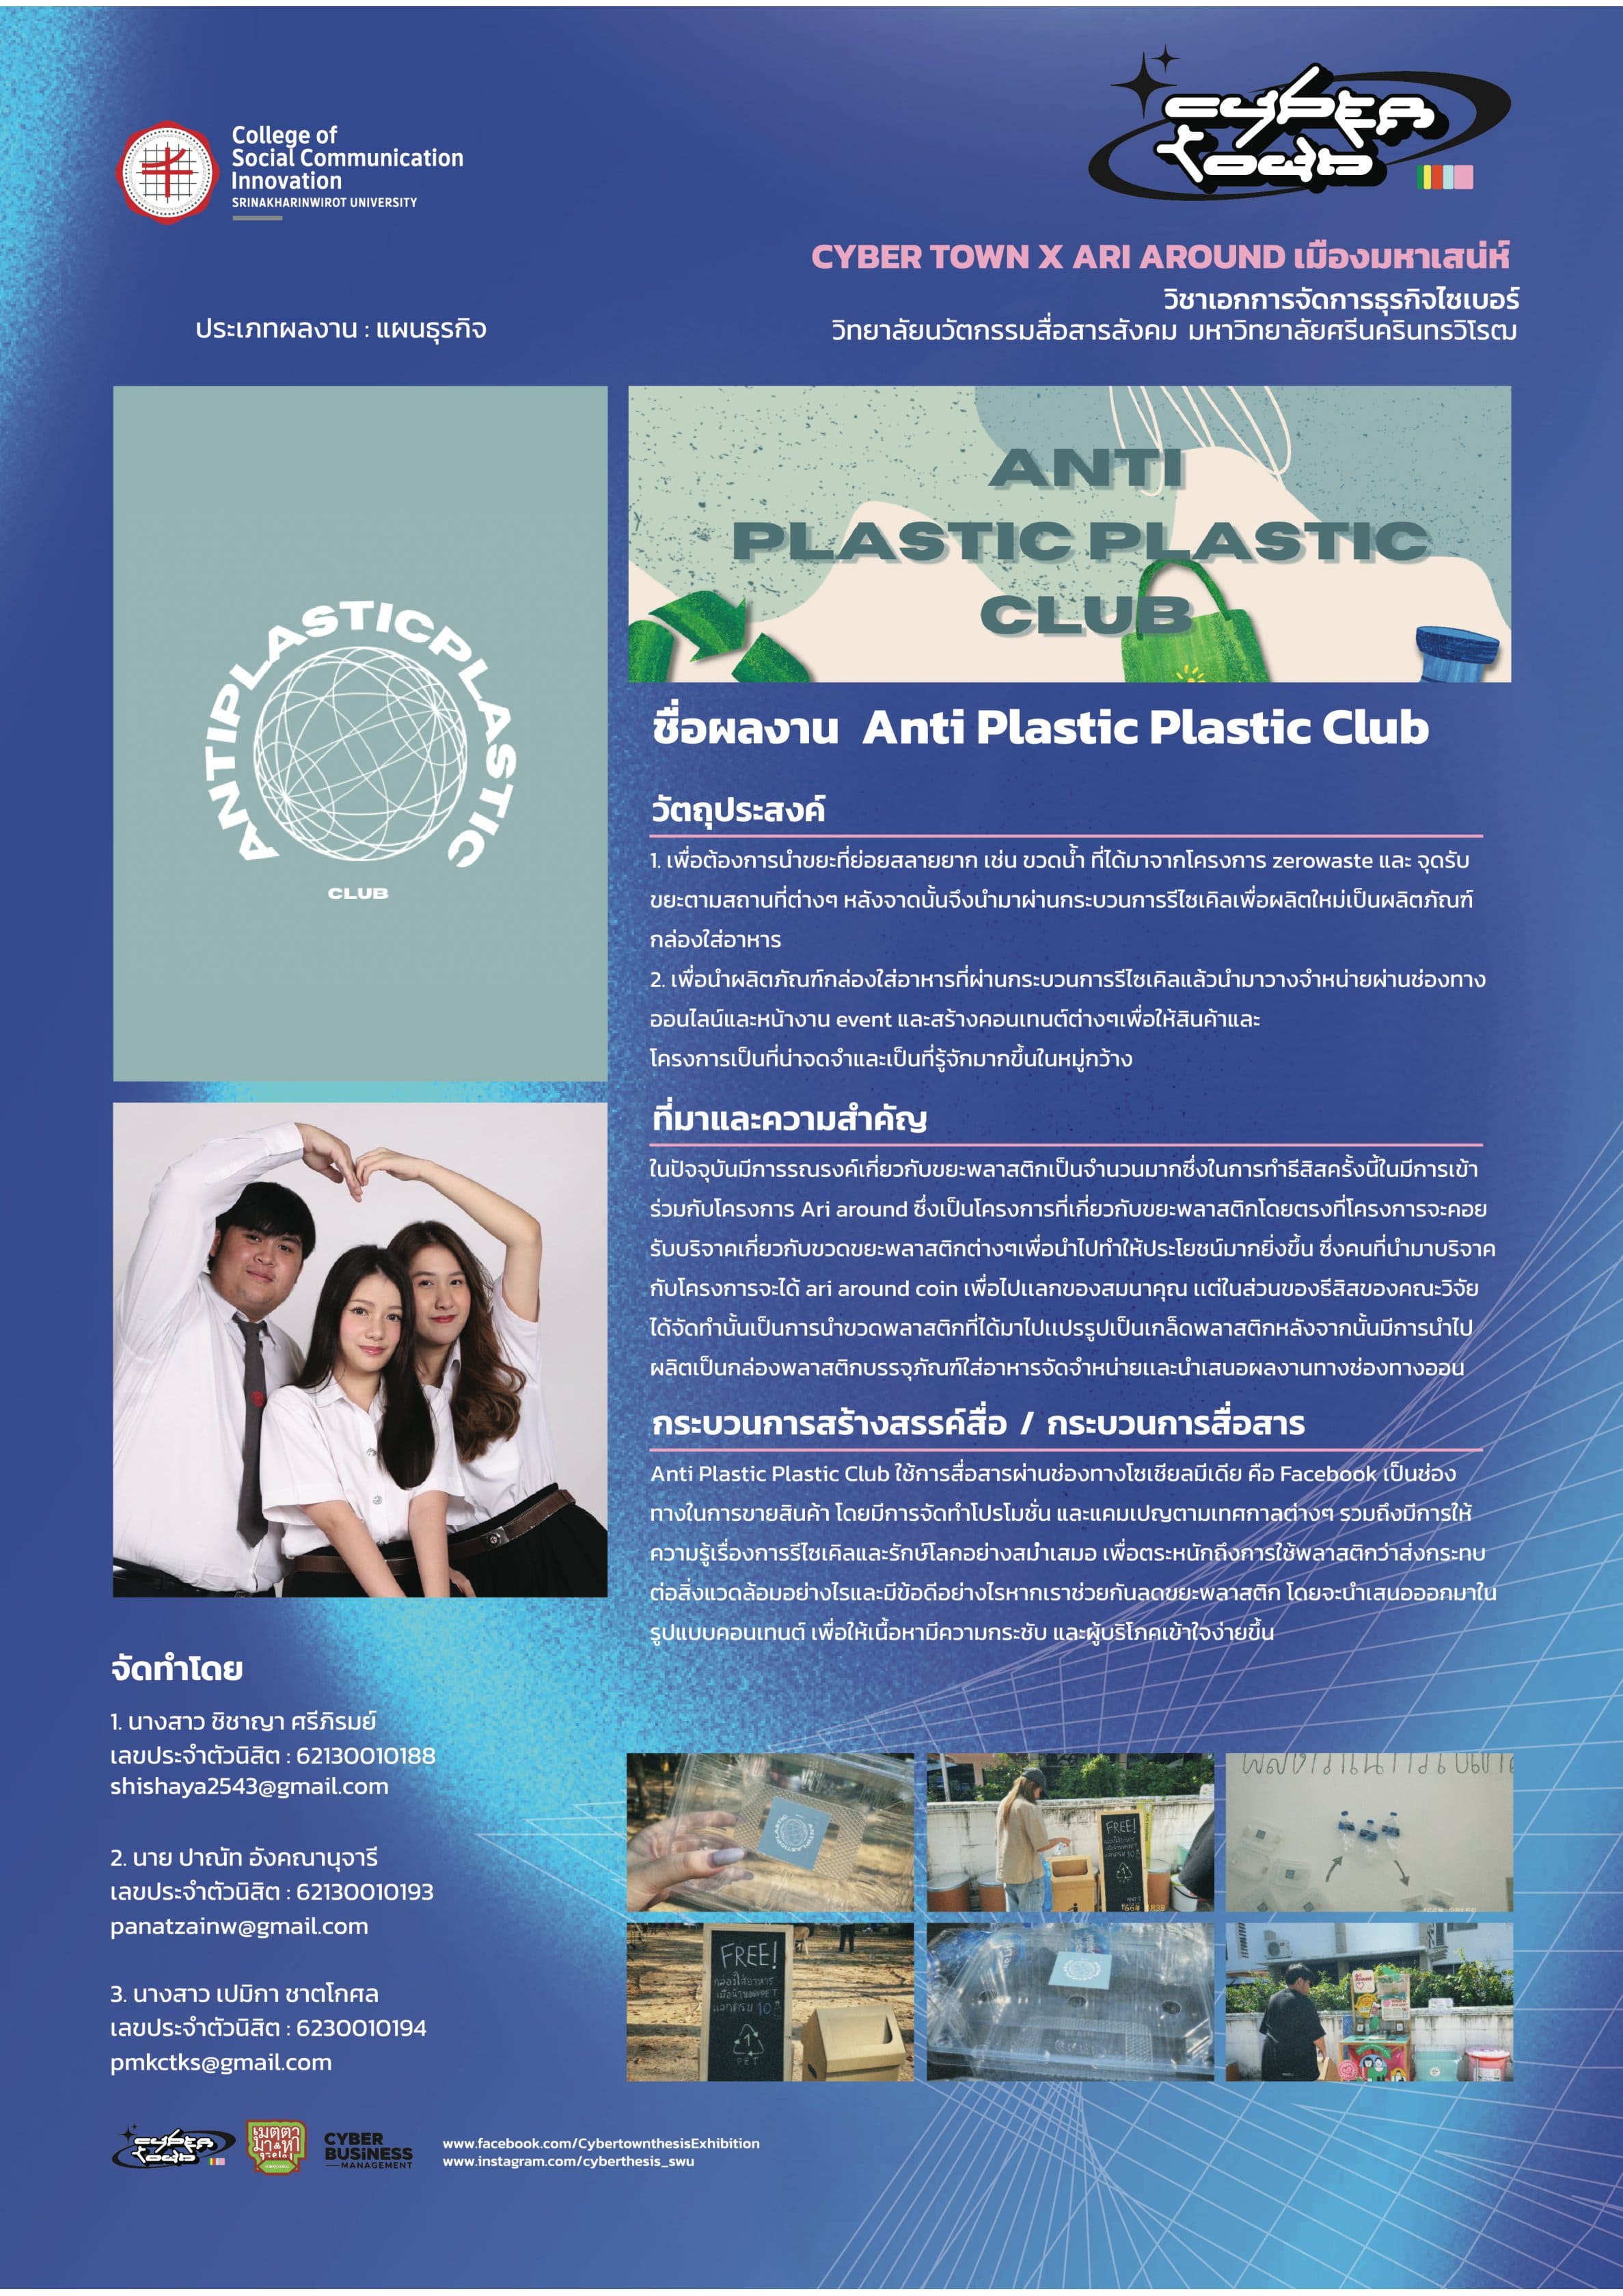 College of
Social Communication
Innovation
SRINAKHARINWIROT UNIVERSITY
CYBER
TOWN
CYBER TOWN X ARI AROUND เมืองมหาเสน่ห์
วิชาเอกการจัดการธุรกิจไซเบอร์
วิทยาลัยนวัตกรรมสื่อสารสังคม มหาวิทยาลัยศรีนครินทรวิโรฒ
ประเภทผลงาน : แผนธุรกิจ
ANTIPLASTICPLASTIC
CLUB
ANTI
PLASTIC PLASTIC
CLUB
ชื่อผลงาน Anti Plastic Plastic Club
วัตถุประสงค์
1. เพื่อต้องการนำขยะที่ย่อยสลายยาก เช่น ขวดน้ำ ที่ได้มาจากโครงการ zerowaste และ จุดรับ
ขยะตามสถานที่ต่างๆ หลังจาดนั้นจึงนำมาผ่านกระบวนการรีไซเคิลเพื่อผลิตใหม่เป็นผลิตภัณฑ์
กล่องใส่อาหาร
2. เพื่อนำผลิตภัณฑ์กล่องใส่อาหารที่ผ่านกระบวนการรีไซเคิลแล้วนำมาวางจำหน่ายผ่านช่องทาง
ออนไลน์และหน้างาน event และสร้างคอนเทนต์ต่างๆเพื่อให้สินค้าและ
โครงการเป็นที่น่าจดจำและเป็นที่รู้จักมากขึ้นในหมู่กว้าง
ที่มาและความสำคัญ
ในปัจจุบันมีการรณรงค์เกี่ยวกับขยะพลาสติกเป็นจำนวนมากซึ่งในการทำธีสิสครั้งนี้ในมีการเข้า
ร่วมกับโครงการ Ari around ซึ่งเป็นโครงการที่เกี่ยวกับขยะพลาสติกโดยตรงที่โครงการจะคอย
รับบริจาคเกี่ยวกับขวดขยะพลาสติกต่างๆเพื่อนำไปทำให้ประโยชน์มากยิ่งขึ้น ซึ่งคนที่นำมาบริจาค
กับโครงการจะได้ ari around coin เพื่อไปแลกของสมนาคุณ แต่ในส่วนของธีสิสของคณะวิจัย
ได้จัดทำนั้นเป็นการนำขวดพลาสติกที่ได้มาไปแปรรูปเป็นเกล็ดพลาสติกหลังจากนั้นมีการนำไป
ผลิตเป็นกล่องพลาสติกบรรจุภัณฑ์ใส่อาหารจัดจำหน่ายและนำเสนอผลงานทางช่องทางออน
กระบวนการสร้างสรรค์สื่อ / กระบวนการสื่อสาร
Anti Plastic Plastic Club ใช้การสื่อสารผ่านช่องทางโซเชียลมีเดีย คือ Facebook เป็นช่อง
ทางในการขายสินค้า โดยมีการจัดทำโปรโมชั่น และแคมเปญตามเทศกาลต่างๆ รวมถึงมีการให้
ความรู้เรื่องการรีไซเคิลและรักษ์โลกอย่างสม่ำเสมอ เพื่อตระหนักถึงการใช้พลาสติกว่าส่งกระทบ
ต่อสิ่งแวดล้อมอย่างไรและมีข้อดีอย่างไรหากเราช่วยกันลดขยะพลาสติก โดยจะนำเสนอออกมาใน
รูปแบบคอนเทนต์ เพื่อให้เนื้อหามีความกระชับ และผู้บริโภคเข้าใจง่ายขึ้น
จัดทำโดย
1. นางสาว ชิชาญา ศรีภิรมย์
เลขประจำตัวนิสิต : 62130010188
shishaya2543@gmail.com
2. นาย ปาณัท อังคณานุจารี
เลขประจำตัวนิสิต : 62130010193
panatzainw@gmail.com
3. นางสาว เปมิกา ชาตโกศล
เลขประจำตัวนิสิต : 6230010194
pmkctks@gmail.com
FREE!
FREE!
กล่องใส่อาหาร
เมื่อนำขยะPET
แลกครบ 10
1
PET
CYBER
TOWN
CYBER
BUSINESS
MANAGEMENT
www.facebook.com/CybertownthesisExhibition
www.instagram.com/cyberthesis_swu